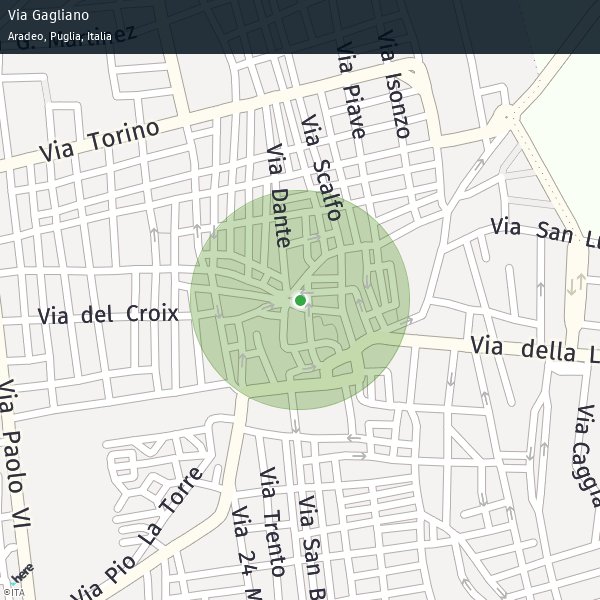 Via Gagliano
Aradeo, Puglia, Italia
G. Martinez
Via Isonzo
Via Piave
Via Torino
Via Scalfo
Via Dante
Via San Lu
Via del Croix
Via della L
Via Paolo VI
Via Caggia
Via Pio La Torre
Via Trento
Via 24 M
Via San B
here
©ITA